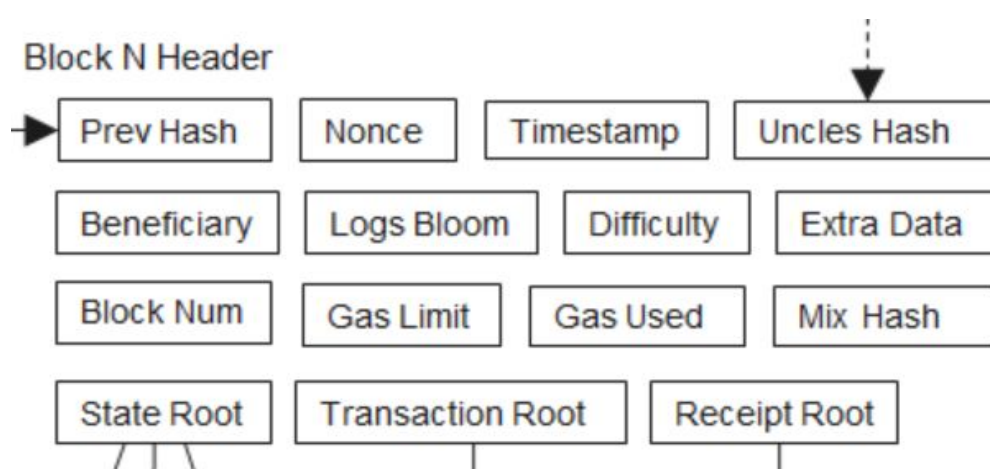 Block N Header
Prev Hash Nonce Timestamp Uncles Hash
Beneficiary Logs Bloom Difficulty Extra Data
Block Num Gas Limit Gas Used Mix Hash
State Root Transaction Root Receipt Root